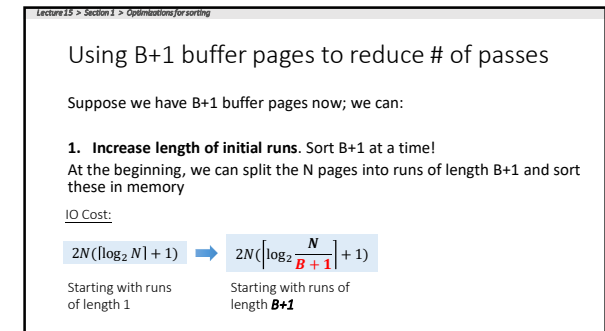 Lecture 15 > Section 1 > Optimizations for sorting
Using B+1 buffer pages to reduce # of passes
Suppose we have B+1 buffer pages now; we can:
1. Increase length of initial runs. Sort B+1 at a time!
At the beginning, we can split the N pages into runs of length B+1 and sort
these in memory
IO Cost:
2N(⌈log₂ N⌉ + 1) → 2N(⌈log₂ N/(B + 1)⌉ + 1)
Starting with runs Starting with runs of
of length 1 length B+1